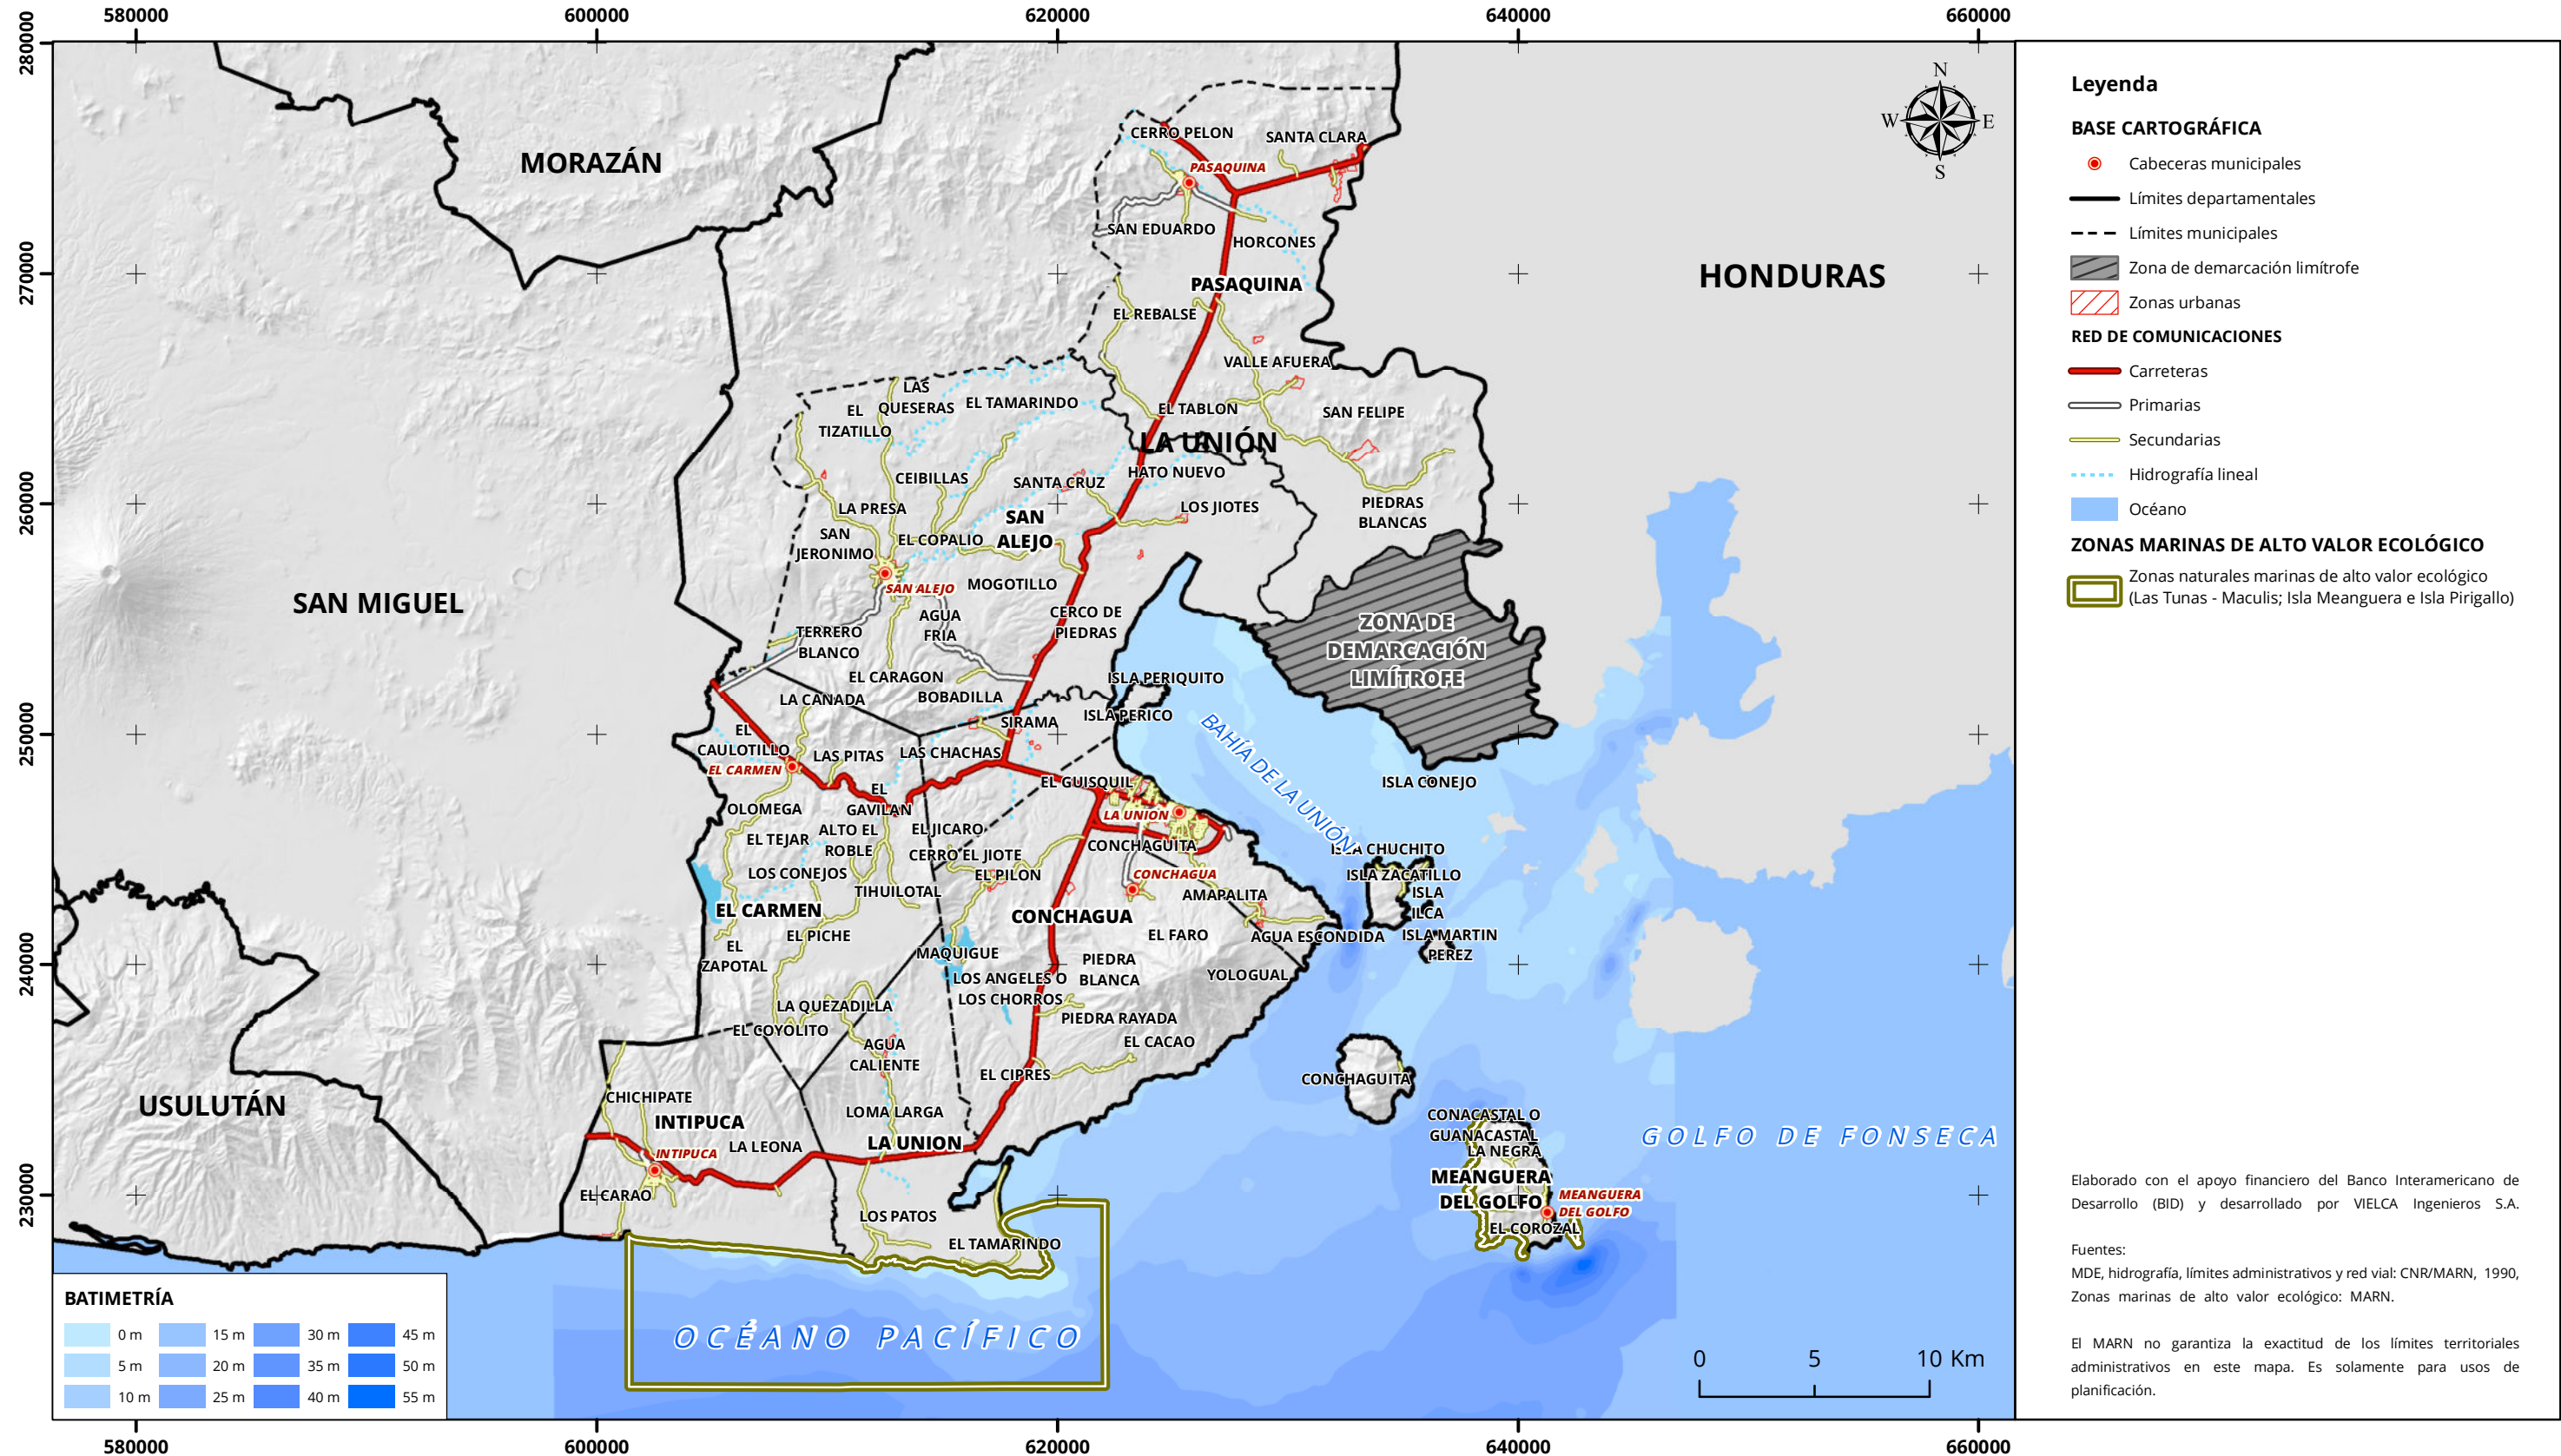 580000
600000
620000
640000
660000
280000
270000
260000
250000
240000
230000
N
W
E
S
MORAZÁN
HONDURAS
SAN MIGUEL
USULUTÁN
LA UNIÓN
CERRO PELON
SANTA CLARA
PASAQUINA
SAN EDUARDO
HORCONES
PASAQUINA
EL REBALSE
VALLE AFUERA
EL TABLON
SAN FELIPE
LAS
QUESERAS
EL TAMARINDO
EL
TIZATILLO
CEIBILLAS
SANTA CRUZ
HATO NUEVO
LA PRESA
LOS JIOTES
PIEDRAS
BLANCAS
SAN
ALEJO
SAN
JERONIMO
EL COPALIO
SAN ALEJO
MOGOTILLO
AGUA
FRIA
CERCO DE
PIEDRAS
ZONA DE
DEMARCACIÓN
LIMÍTROFE
TERRERO
BLANCO
EL CARAGON
BOBADILLA
ISLA PERIQUITO
LA CANADA
ISLA PERICO
SIRAMA
EL
CAULOTILLO
LAS PITAS
LAS CHACHAS
EL CARMEN
BAHÍA DE LA UNIÓN
EL GUISQUIL
ISLA CONEJO
OLOMEGA
EL
GAVILAN
LA UNION
EL TEJAR
ALTO EL
ROBLE
EL JICARO
CONCHAGUITA
ISLA CHUCHITO
CERRO EL JIOTE
LOS CONEJOS
EL PILON
CONCHAGUA
ISLA ZACATILLO
TIHUILOTAL
AMAPALITA
ISLA
ILCA
EL CARMEN
CONCHAGUA
EL PICHE
EL FARO
AGUA ESCONDIDA
ISLA MARTIN
PEREZ
EL
ZAPOTAL
MAQUIGUE
PIEDRA
BLANCA
YOLOGUAL
LOS ANGELES O
LOS CHORROS
LA QUEZADILLA
PIEDRA RAYADA
EL COYOLITO
AGUA
CALIENTE
EL CACAO
EL CIPRES
CONCHAGUITA
CHICHIPATE
INTIPUCA
LOMA LARGA
LA UNION
LA LEONA
INTIPUCA
EL CARAO
LOS PATOS
EL TAMARINDO
CONACASTAL O
GUANACASTAL
LA NEGRA
MEANGUERA
DEL GOLFO
MEANGUERA
DEL GOLFO
EL COROZAL
GOLFO DE FONSECA
OCÉANO PACÍFICO
BATIMETRÍA
0 m
15 m
30 m
45 m
5 m
20 m
35 m
50 m
10 m
25 m
40 m
55 m
0
5
10 Km
580000
600000
620000
640000
660000
Leyenda
BASE CARTOGRÁFICA
Cabeceras municipales
Límites departamentales
Límites municipales
Zona de demarcación limítrofe
Zonas urbanas
RED DE COMUNICACIONES
Carreteras
Primarias
Secundarias
Hidrografía lineal
Océano
ZONAS MARINAS DE ALTO VALOR ECOLÓGICO
Zonas naturales marinas de alto valor ecológico
(Las Tunas - Maculis; Isla Meanguera e Isla Pirigallo)
Elaborado con el apoyo financiero del Banco Interamericano de
Desarrollo (BID) y desarrollado por VIELCA Ingenieros S.A.
Fuentes:
MDE, hidrografía, límites administrativos y red vial: CNR/MARN, 1990,
Zonas marinas de alto valor ecológico: MARN.
El MARN no garantiza la exactitud de los límites territoriales
administrativos en este mapa. Es solamente para usos de
planificación.